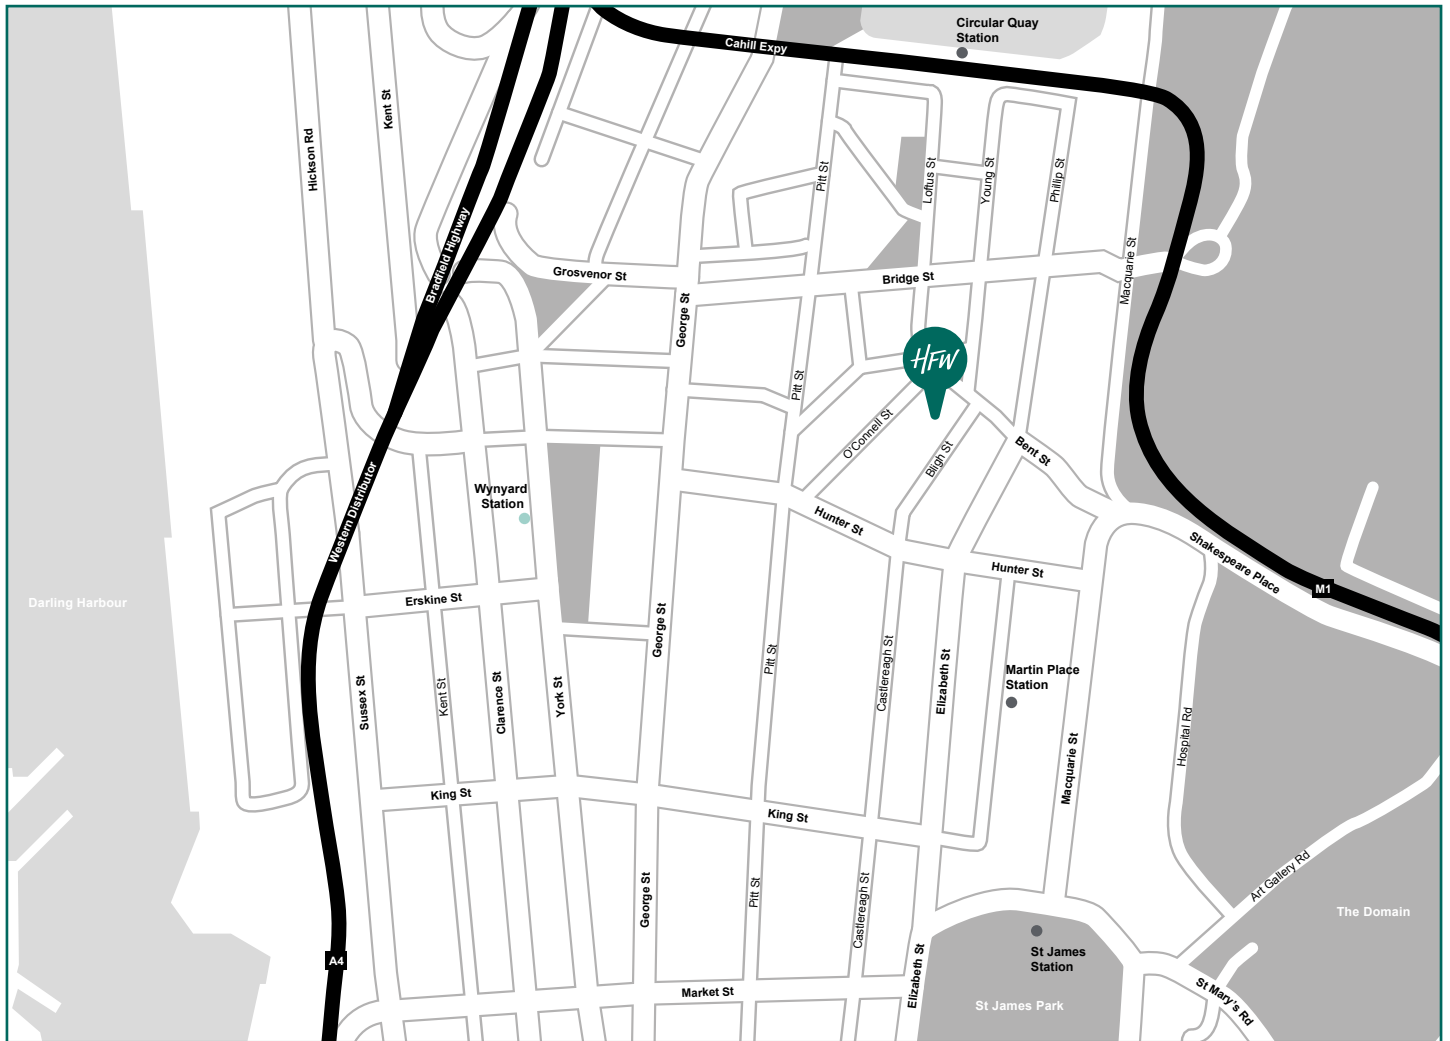 Circular Quay
Station
Cahill Expy
Kent St
Hickson Rd
Pitt St
Loftus St
Young St
Phillip St
Bradfield Highway
Macquarie St
Grosvenor St
Bridge St
George St
HFW
Pitt St
O'Connell St
Bligh St
Bent St
Western Distributor
Wynyard
Station
Hunter St
Hunter St
Shakespeare Place
M1
Darling Harbour
Erskine St
George St
Pitt St
Castlereagh St
Elizabeth St
Martin Place
Station
Sussex St
Kent St
Clarence St
York St
Macquarie St
Hospital Rd
King St
King St
George St
Pitt St
Castlereagh St
Art Gallery Rd
The Domain
A4
Elizabeth St
St James
Station
Market St
St James Park
St Mary's Rd